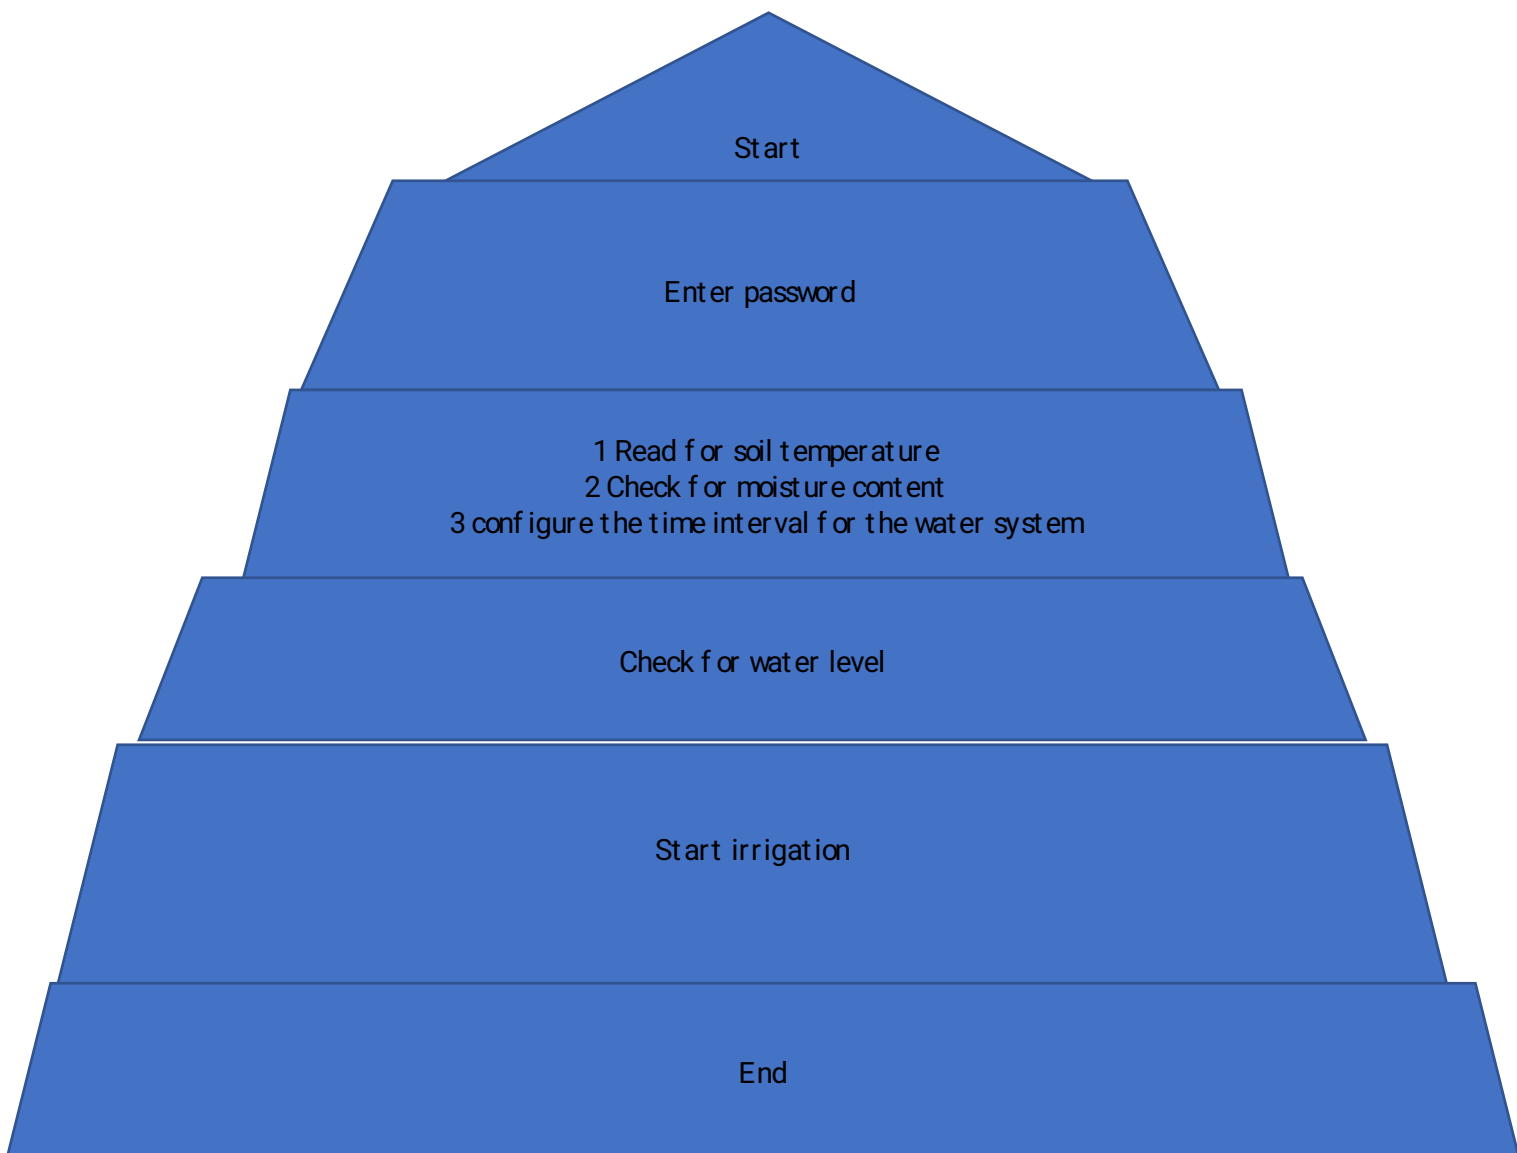 Start
Enter password
1 Read for soil temperature
2 Check for moisture content
3 configure the time interval for the water system
Check for water level
Start irrigation
End